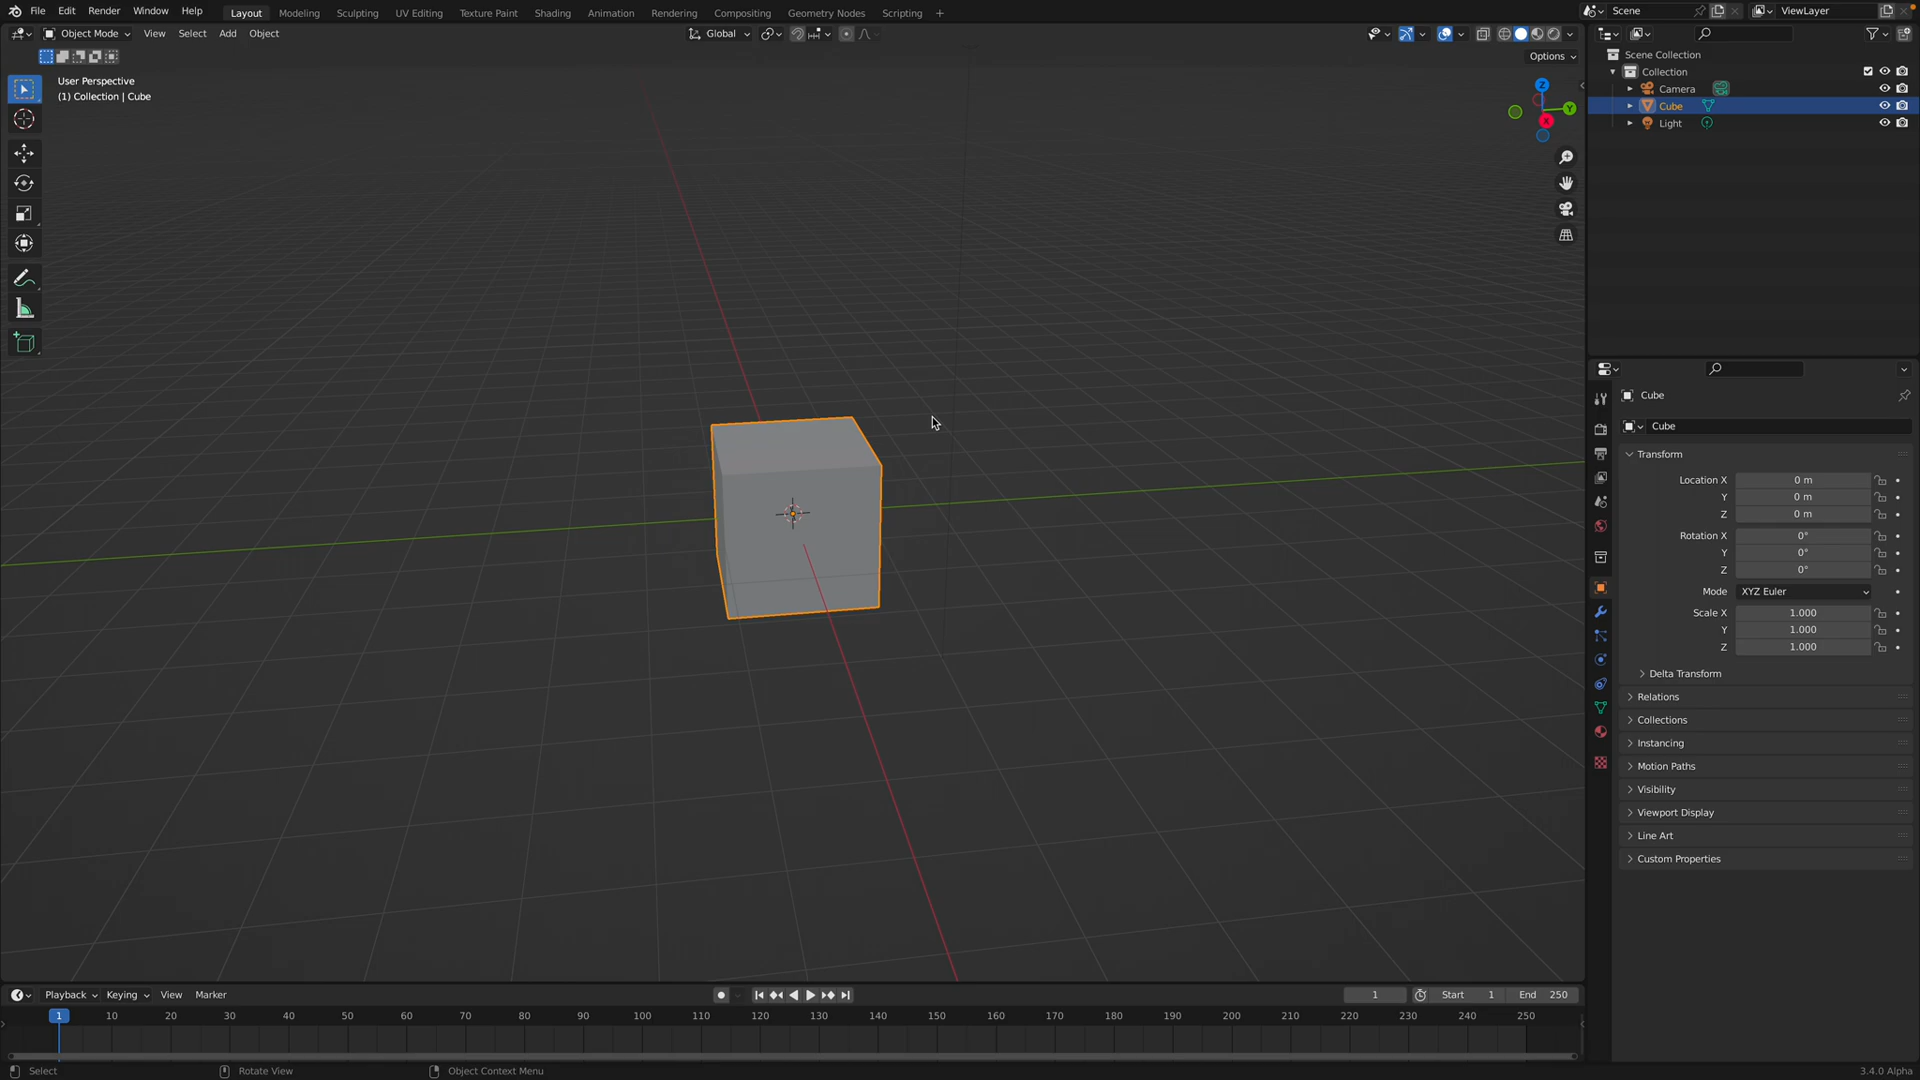 File Edit Render Window Help Layout Modeling Sculpting UV Editing Texture Paint Shading Animation Rendering Compositing Geometry Nodes Scripting + Scene ViewLayer
Object Mode View Select Add Object Global
Options
User Perspective
(1) Collection | Cube
Z
Y
X
Scene Collection
Collection
Camera
Cube
Light
Cube
Cube
Transform
Location X 0 m
Y 0 m
Z 0 m
Rotation X 0°
Y 0°
Z 0°
Mode XYZ Euler
Scale X 1.000
Y 1.000
Z 1.000
Delta Transform
Relations
Collections
Instancing
Motion Paths
Visibility
Viewport Display
Line Art
Custom Properties
Playback Keying View Marker 1 Start 1 End 250
1 10 20 30 40 50 60 70 80 90 100 110 120 130 140 150 160 170 180 190 200 210 220 230 240 250
Select Rotate View Object Context Menu 3.4.0 Alpha